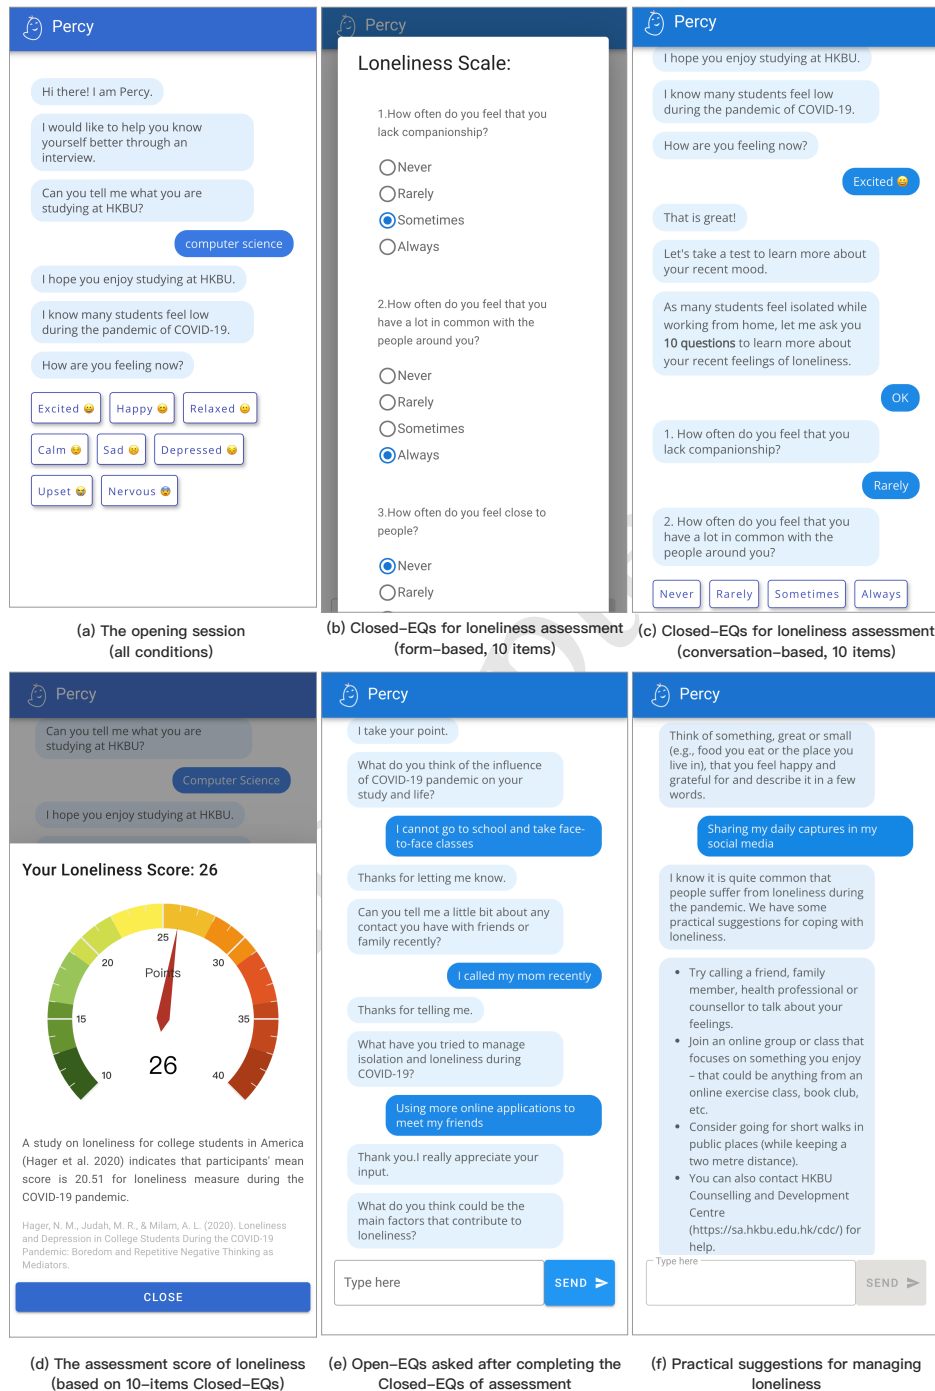 Percy
Hi there! I am Percy.
I would like to help you know
yourself better through an
interview.
Can you tell me what you are
studying at HKBU?
computer science
I hope you enjoy studying at HKBU.
I know many students feel low
during the pandemic of COVID-19.
How are you feeling now?
Excited 😀 Happy 😊 Relaxed 🙂
Calm 😌 Sad 🙁 Depressed 😞
Upset 😭 Nervous 😨
(a) The opening session
(all conditions)
Percy
Loneliness Scale:
1.How often do you feel that you
lack companionship?
Never
Rarely
Sometimes
Always
2.How often do you feel that you
have a lot in common with the
people around you?
Never
Rarely
Sometimes
Always
3.How often do you feel close to
people?
Never
Rarely
(b) Closed-EQs for loneliness assessment
(form-based, 10 items)
Percy
I hope you enjoy studying at HKBU.
I know many students feel low
during the pandemic of COVID-19.
How are you feeling now?
Excited 😀
That is great!
Let's take a test to learn more about
your recent mood.
As many students feel isolated while
working from home, let me ask you
10 questions to learn more about
your recent feelings of loneliness.
OK
1. How often do you feel that you
lack companionship?
Rarely
2. How often do you feel that you
have a lot in common with the
people around you?
Never Rarely Sometimes Always
(c) Closed-EQs for loneliness assessment
(conversation-based, 10 items)
Percy
Can you tell me what you are
studying at HKBU?
Computer Science
I hope you enjoy studying at HKBU.
Your Loneliness Score: 26
25
20 30
Points
15 35
26
10 40
A study on loneliness for college students in America
(Hager et al. 2020) indicates that participants' mean
score is 20.51 for loneliness measure during the
COVID-19 pandemic.
Hager, N. M., Judah, M. R., & Milam, A. L. (2020). Loneliness
and Depression in College Students During the COVID-19
Pandemic: Boredom and Repetitive Negative Thinking as
Mediators.
CLOSE
(d) The assessment score of loneliness
(based on 10-items Closed-EQs)
Percy
I take your point.
What do you think of the influence
of COVID-19 pandemic on your
study and life?
I cannot go to school and take face-
to-face classes
Thanks for letting me know.
Can you tell me a little bit about any
contact you have with friends or
family recently?
I called my mom recently
Thanks for telling me.
What have you tried to manage
isolation and loneliness during
COVID-19?
Using more online applications to
meet my friends
Thank you.I really appreciate your
input.
What do you think could be the
main factors that contribute to
loneliness?
Type here SEND
(e) Open-EQs asked after completing the
Closed-EQs of assessment
Percy
Think of something, great or small
(e.g., food you eat or the place you
live in), that you feel happy and
grateful for and describe it in a few
words.
Sharing my daily captures in my
social media
I know it is quite common that
people suffer from loneliness during
the pandemic. We have some
practical suggestions for coping with
loneliness.
• Try calling a friend, family
member, health professional or
counsellor to talk about your
feelings.
• Join an online group or class that
focuses on something you enjoy
– that could be anything from an
online exercise class, book club,
etc.
• Consider going for short walks in
public places (while keeping a
two metre distance).
• You can also contact HKBU
Counselling and Development
Centre
(https://sa.hkbu.edu.hk/cdc/) for
help.
Type here
SEND
(f) Practical suggestions for managing
loneliness